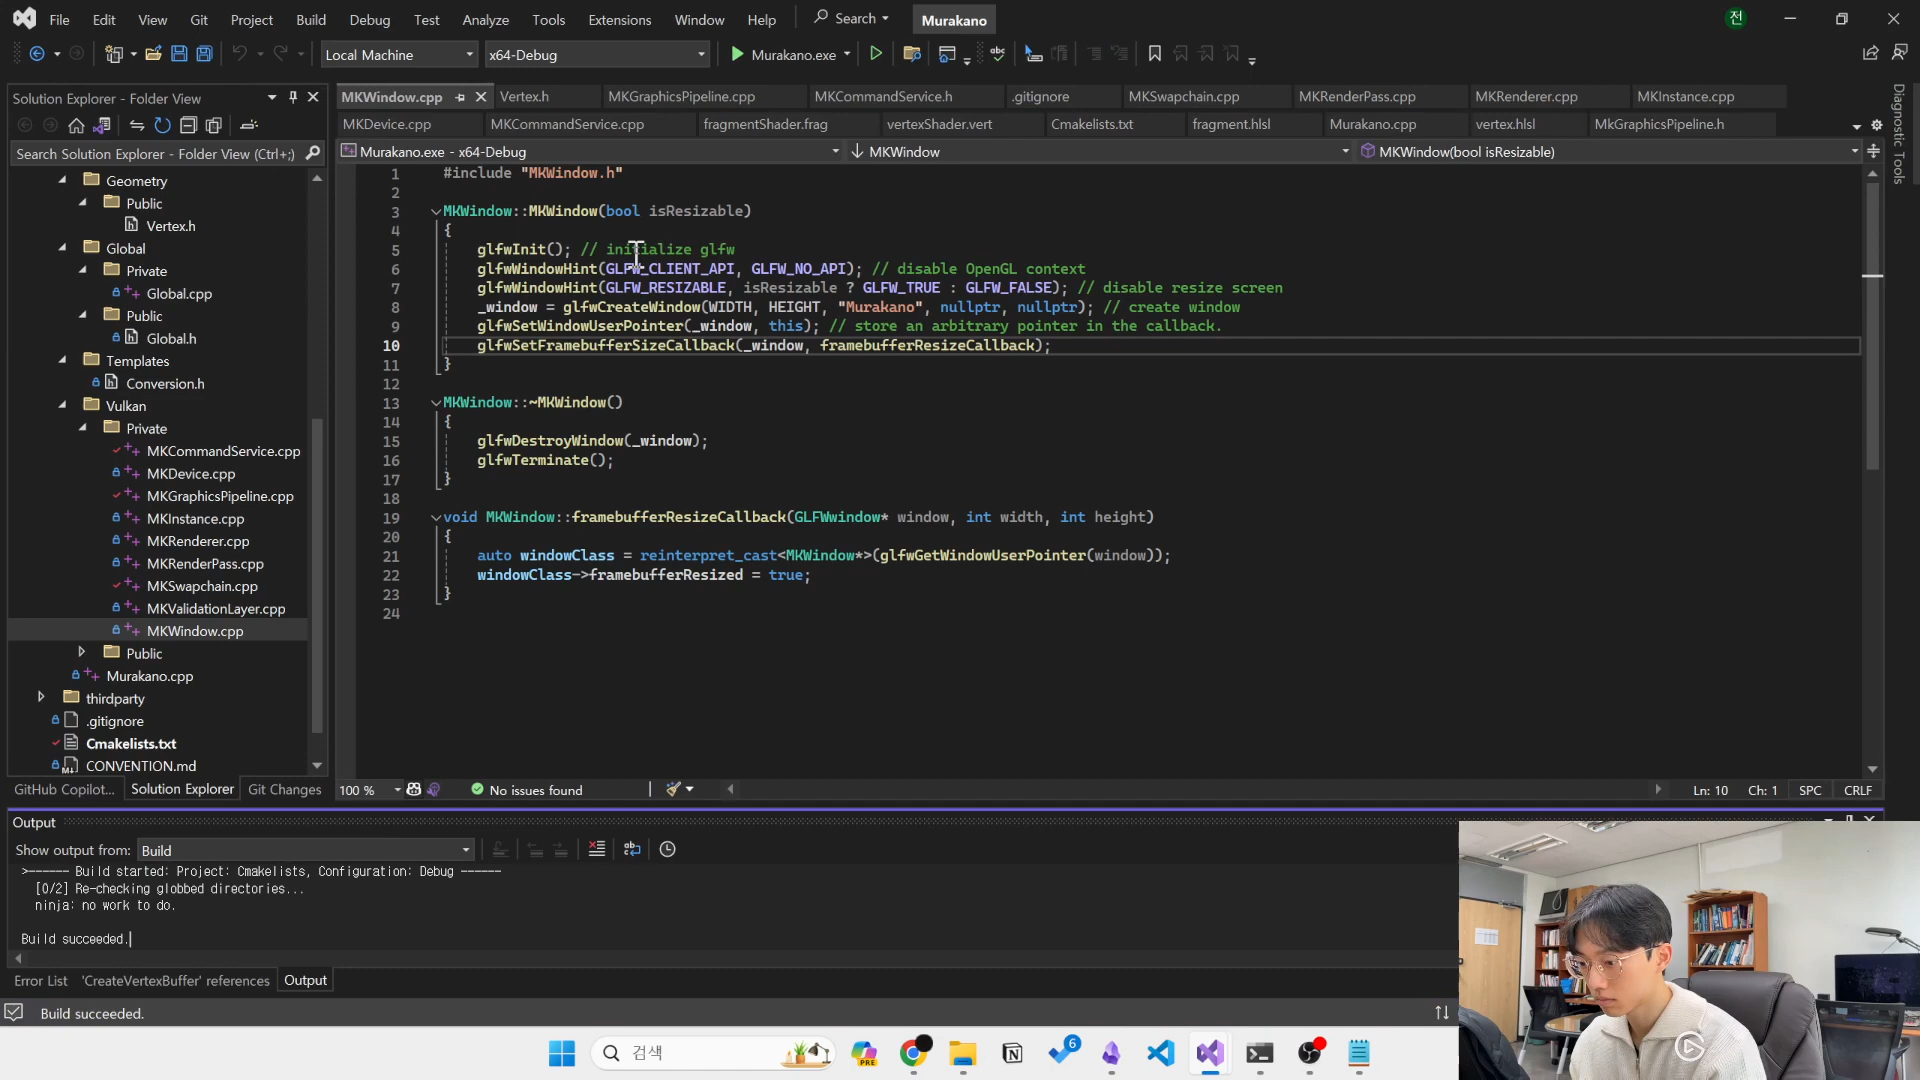 File Edit View Git Project Build Debug Test Analyze Tools Extensions Window Help Search Murakano 전
Local Machine x64-Debug Murakano.exe
Solution Explorer - Folder View
Search Solution Explorer - Folder View (Ctrl+;)
Geometry
Public
Vertex.h
Global
Private
Global.cpp
Public
Global.h
Templates
Conversion.h
Vulkan
Private
MKCommandService.cpp
MKDevice.cpp
MKGraphicsPipeline.cpp
MKInstance.cpp
MKRenderer.cpp
MKRenderPass.cpp
MKSwapchain.cpp
MKValidationLayer.cpp
MKWindow.cpp
Public
Murakano.cpp
thirdparty
.gitignore
Cmakelists.txt
CONVENTION.md
GitHub Copilot... Solution Explorer Git Changes
MKWindow.cpp Vertex.h MKGraphicsPipeline.cpp MKCommandService.h .gitignore MKSwapchain.cpp MKRenderPass.cpp MKRenderer.cpp MKInstance.cpp
MKDevice.cpp MKCommandService.cpp fragmentShader.frag vertexShader.vert Cmakelists.txt fragment.hlsl Murakano.cpp vertex.hlsl MkGraphicsPipeline.h
Murakano.exe - x64-Debug MKWindow MKWindow(bool isResizable)
Diagnostic Tools
1 #include "MKWindow.h"
2
3 MKWindow::MKWindow(bool isResizable)
4 {
5 glfwInit(); // initialize glfw
6 glfwWindowHint(GLFW_CLIENT_API, GLFW_NO_API); // disable OpenGL context
7 glfwWindowHint(GLFW_RESIZABLE, isResizable ? GLFW_TRUE : GLFW_FALSE); // disable resize screen
8 _window = glfwCreateWindow(WIDTH, HEIGHT, "Murakano", nullptr, nullptr); // create window
9 glfwSetWindowUserPointer(_window, this); // store an arbitrary pointer in the callback.
10 glfwSetFramebufferSizeCallback(_window, framebufferResizeCallback);
11 }
12
13 MKWindow::~MKWindow()
14 {
15 glfwDestroyWindow(_window);
16 glfwTerminate();
17 }
18
19 void MKWindow::framebufferResizeCallback(GLFWwindow* window, int width, int height)
20 {
21 auto windowClass = reinterpret_cast<MKWindow*>(glfwGetWindowUserPointer(window));
22 windowClass->framebufferResized = true;
23 }
24
100 % No issues found Ln: 10 Ch: 1 SPC CRLF
Output
Show output from: Build
>------ Build started: Project: Cmakelists, Configuration: Debug ------
[0/2] Re-checking globbed directories...
ninja: no work to do.
Build succeeded.
Error List 'CreateVertexBuffer' references Output
Build succeeded.
검색
PRE
6